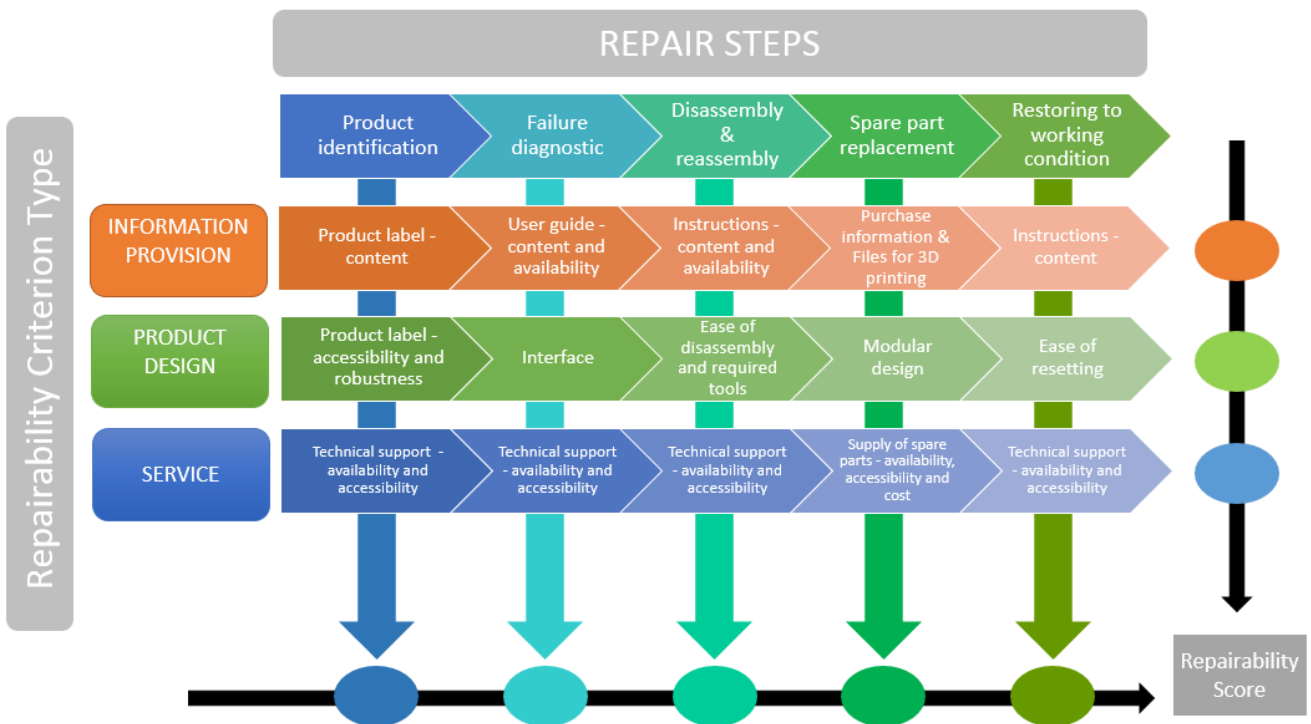 REPAIR STEPS
Repairability Criterion Type
Product
identification
Failure
diagnostic
Disassembly
&
reassembly
Spare part
replacement
Restoring to
working
condition
INFORMATION
PROVISION
Product label -
content
User guide -
content and
availability
Instructions -
content and
availability
Purchase
information &
Files for 3D
printing
Instructions -
content
PRODUCT
DESIGN
Product label -
accessibility and
robustness
Interface
Ease of
disassembly
and required
tools
Modular
design
Ease of
resetting
SERVICE
Technical support -
availability and
accessibility
Technical support
- availability and
accessibility
Technical support
- availability and
accessibility
Supply of spare
parts - availability,
accessibility and
cost
Technical support
- availability and
accessibility
Repairability
Score